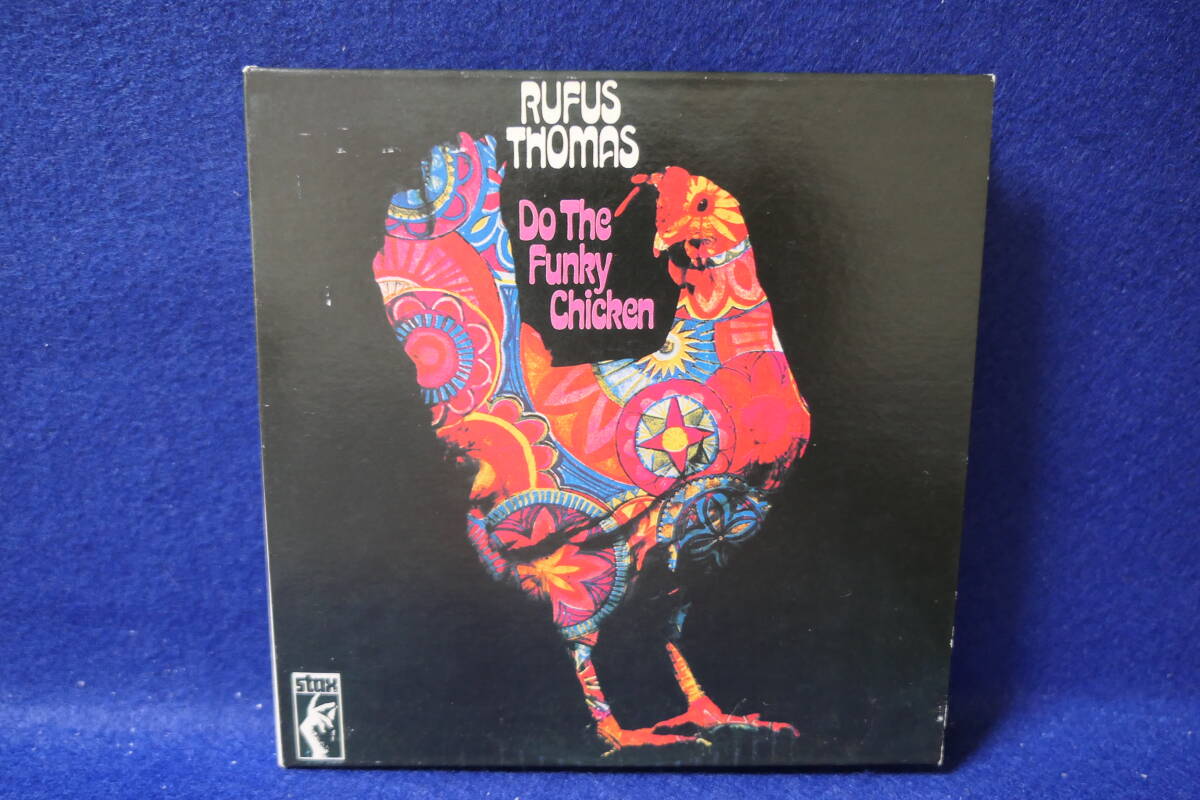 RUFUS
THOMAS
Do The
Funky
Chicken
stax